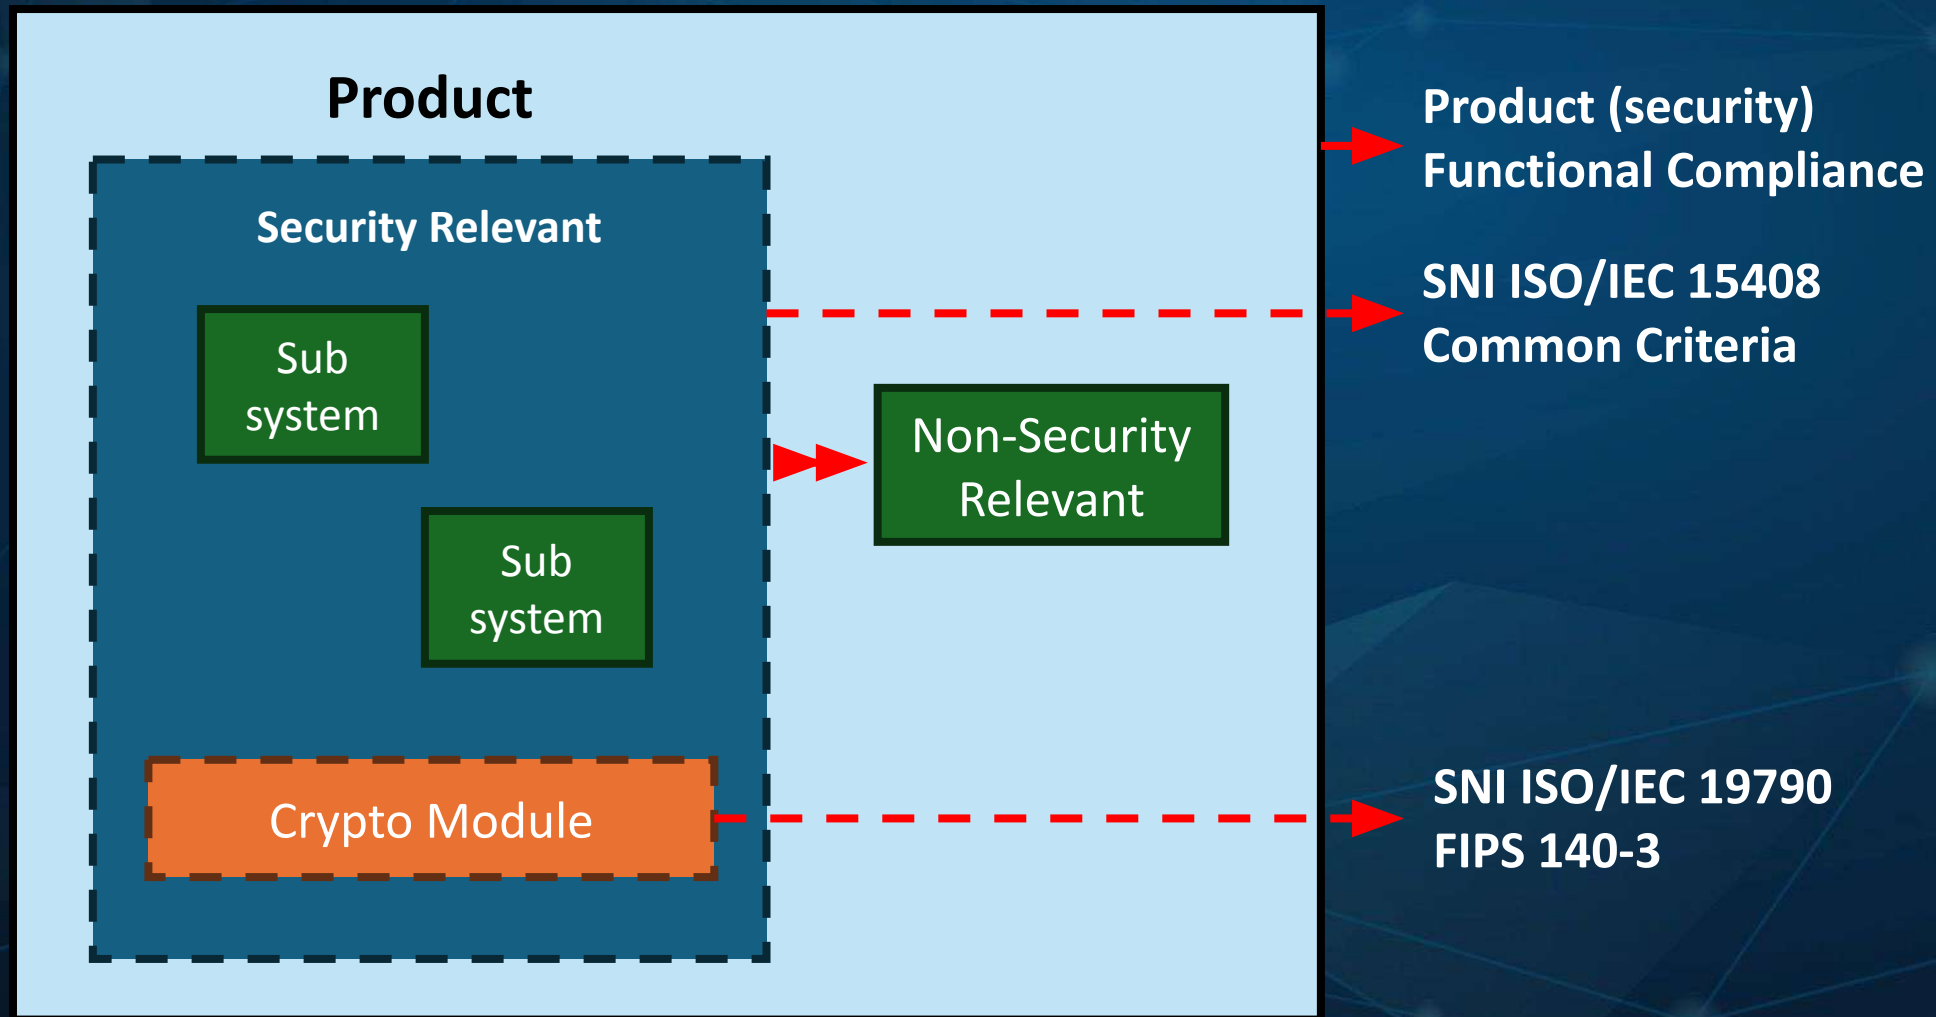 Product
Security Relevant
Sub
system
Sub
system
Crypto Module
Non-Security
Relevant
Product (security)
Functional Compliance
SNI ISO/IEC 15408
Common Criteria
SNI ISO/IEC 19790
FIPS 140-3